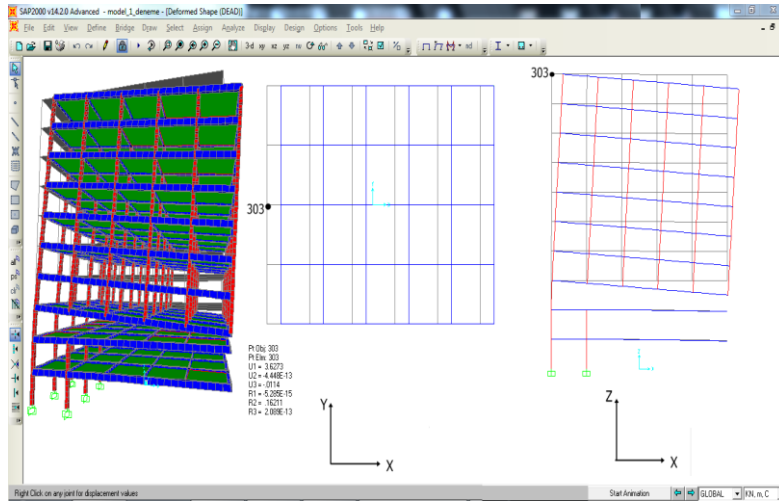 SAP2000 v14.2.0 Advanced - model_1_deneme - [Deformed Shape (DEAD)]
File Edit View Define Bridge Draw Select Assign Analyze Display Design Options Tools Help
3-d xy xz yz nv
303
303
Pt Obj: 303
Pt Elm: 303
U1 = 3.6273
U2 = -4.448E-13
U3 = -.0114
R1 = -5.285E-15
R2 = .16211
R3 = 2.089E-13
Y
X
Z
X
Right Click on any joint for displacement values
Start Animation
GLOBAL
KN, m, C